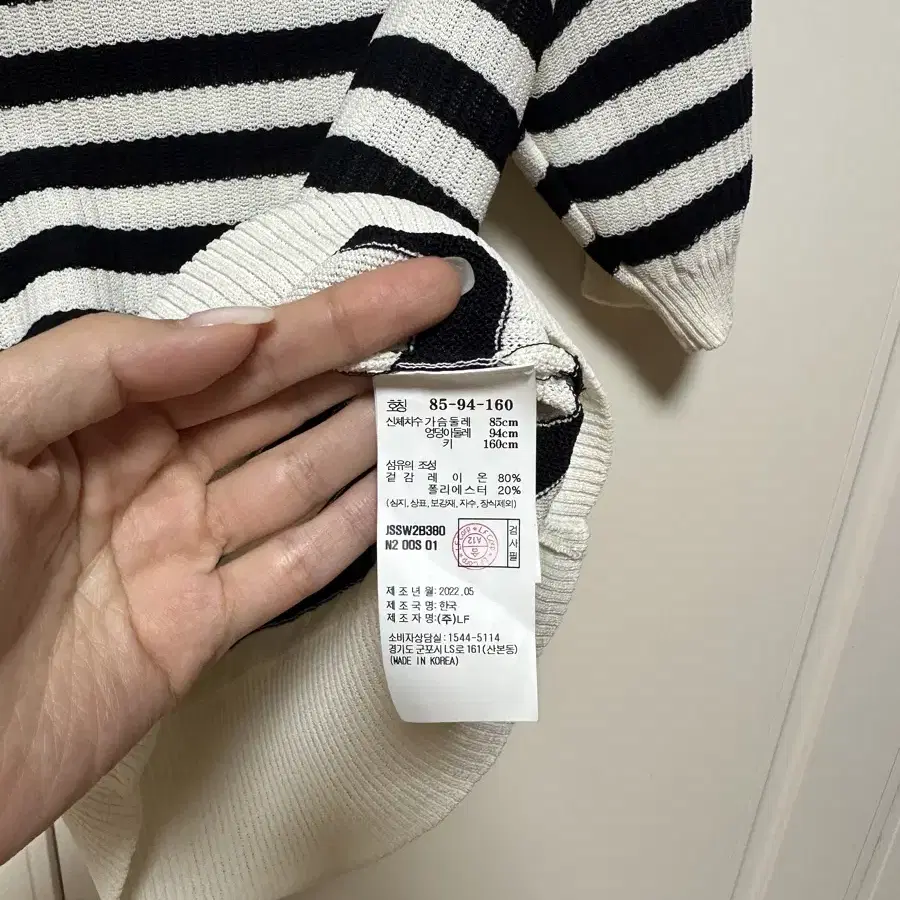 호칭 85-94-160
신체치수 가슴둘레 85cm
엉덩이둘레 94cm
키 160cm
섬유의 조성
겉감 레이온 80%
폴리에스터 20%
(심지, 상표, 보강재, 자수, 장식제외)
JSSW2B380
N2 00S 01
LF Corp ★ LF Corp ★
A12
검사필
제조년월: 2022.05
제조국명: 한국
제조자명: (주)LF
소비자상담실: 1544-5114
경기도 군포시 LS로 161(산본동)
(MADE IN KOREA)